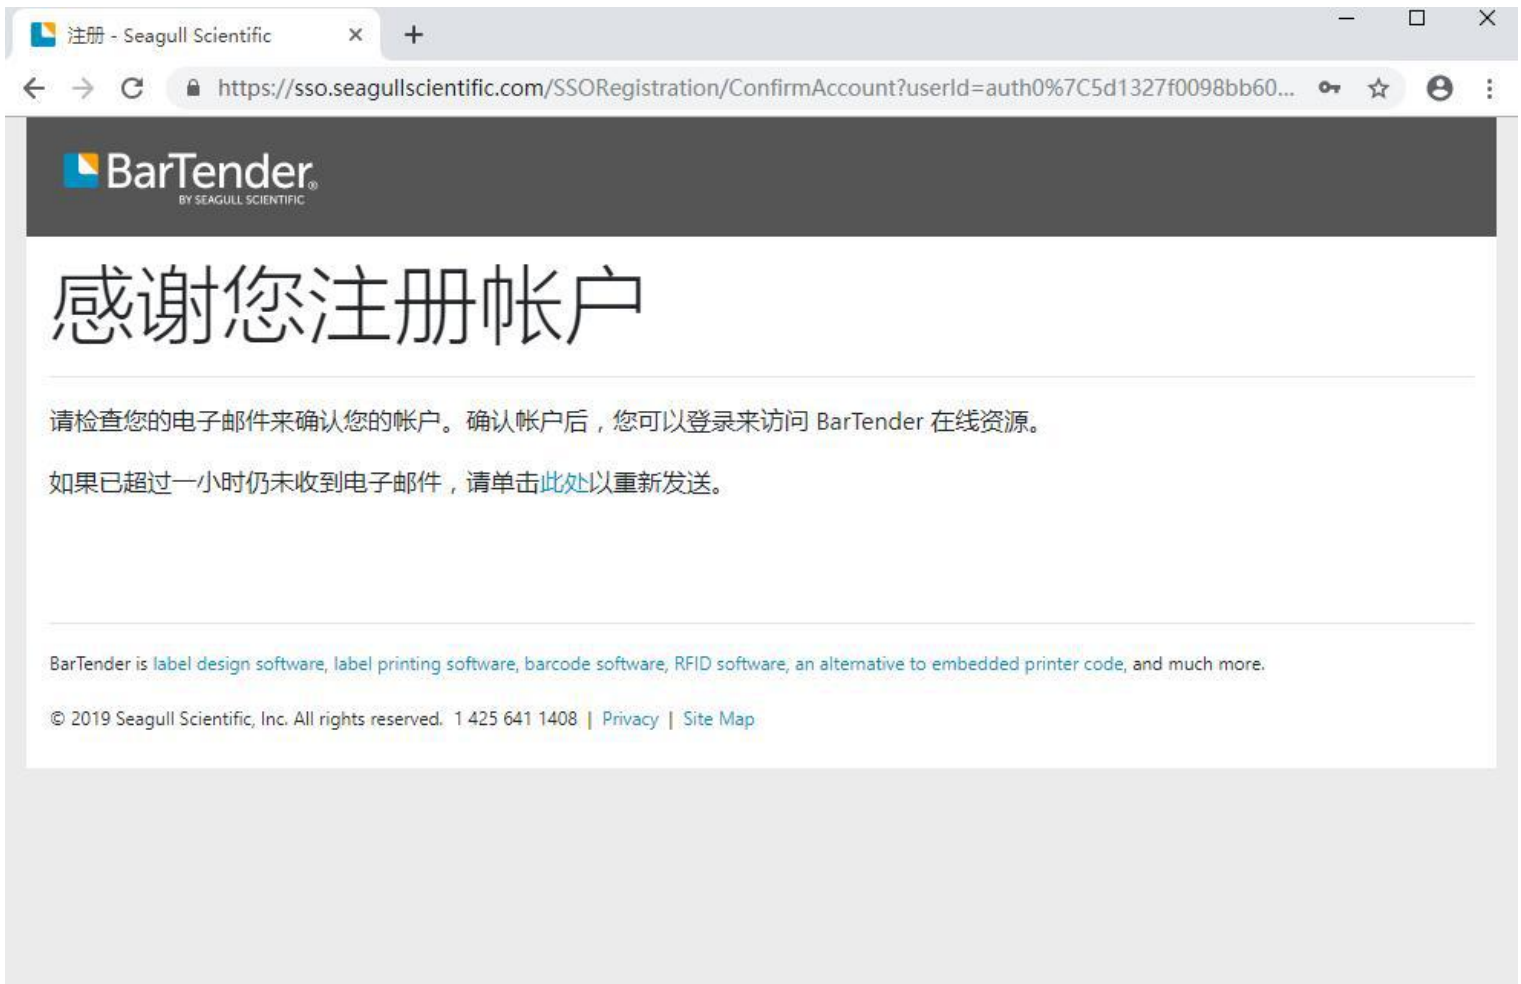 注册 - Seagull Scientific
https://sso.seagullscientific.com/SSORegistration/ConfirmAccount?userId=auth0%7C5d1327f0098bb60...
BarTender®
BY SEAGULL SCIENTIFIC
感谢您注册帐户
请检查您的电子邮件来确认您的帐户。确认帐户后，您可以登录来访问 BarTender 在线资源。
如果已超过一小时仍未收到电子邮件，请单击此处以重新发送。
BarTender is label design software, label printing software, barcode software, RFID software, an alternative to embedded printer code, and much more.
© 2019 Seagull Scientific, Inc. All rights reserved. 1 425 641 1408 | Privacy | Site Map